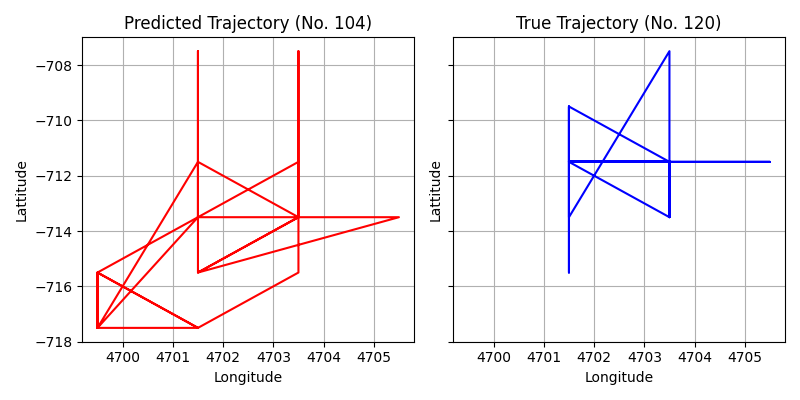 Predicted Trajectory (No. 104)
−708
−710
−712
−714
−716
−718
Lattitude
4700 4701 4702 4703 4704 4705
Longitude
True Trajectory (No. 120)
Lattitude
4700 4701 4702 4703 4704 4705
Longitude